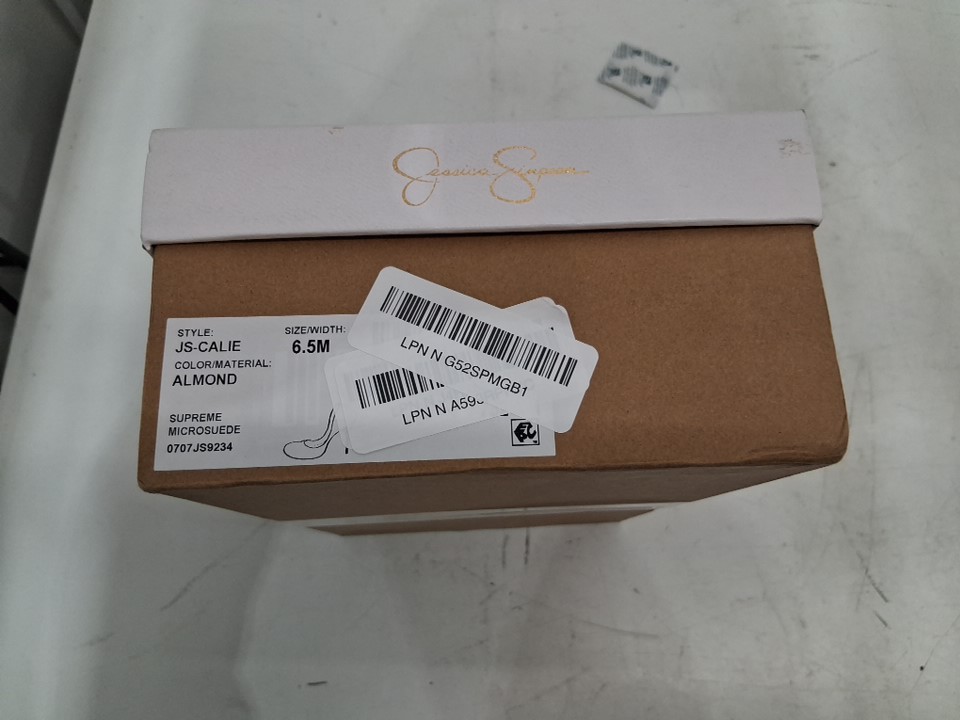 Jessica Simpson
STYLE:
JS-CALIE
SIZE/WIDTH:
6.5M
COLOR/MATERIAL:
ALMOND
SUPREME
MICROSUEDE
0707JS9234
LPN N G52SPMGB1
LPN N A59